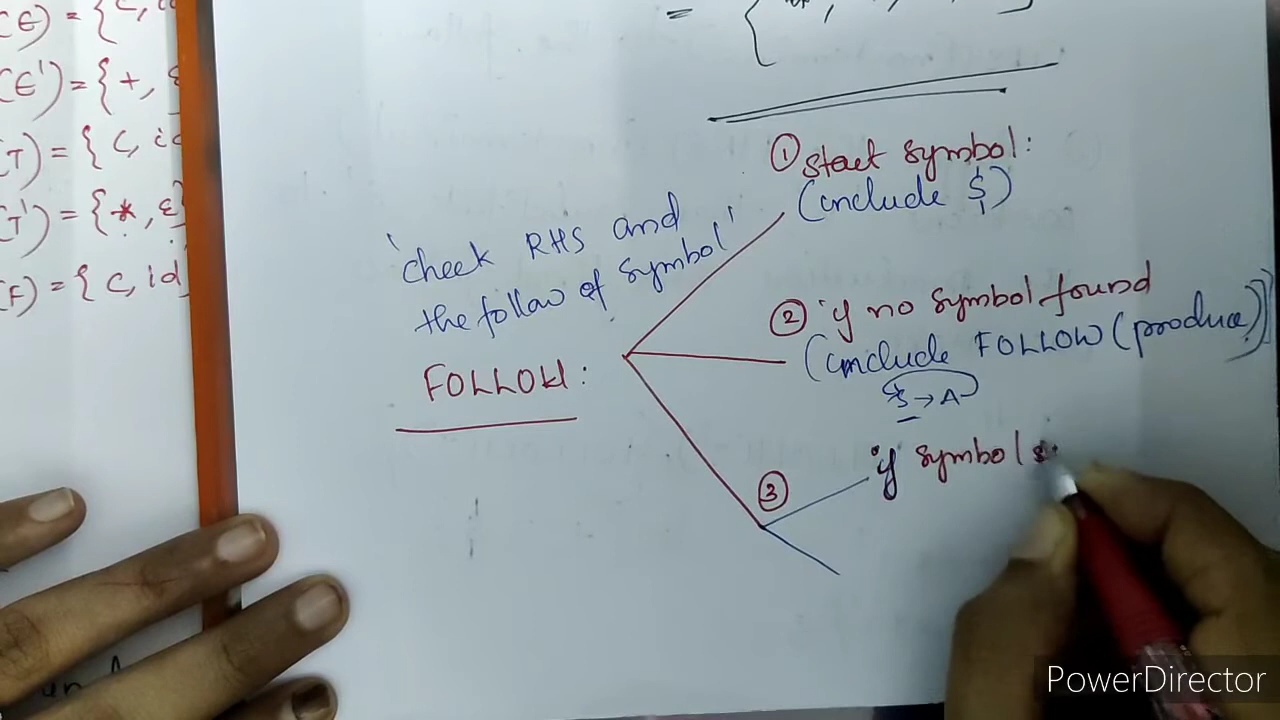 (E) = {
(E') = { +, ε
(T) = { (, id
(T') = { *, ε}
(F) = { (, id
= {
① start symbol:
(include $)
'check RHS and
the follow of symbol'
FOLLOW:
② if no symbol found
(include FOLLOW (produce))
S → A
③
if symbol
PowerDirector